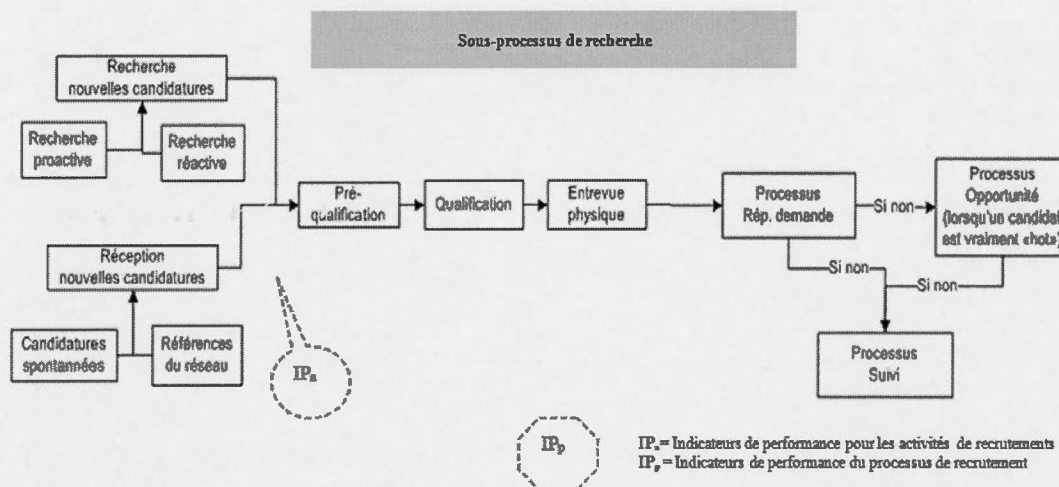 Sous-processus de recherche
Recherche
nouvelles candidatures
Recherche
proactive
Recherche
réactive
Réception
nouvelles candidatures
Candidatures
spontannées
Références
du réseau
Pré-
qualification
Qualification
Entrevue
physique
Processus
Rép. demande
Si non
Processus
Opportunité
(lorsqu'un candidat
est vraiment «hot»)
Si non
Si non
Processus
Suivi
IPa
IPp
IPa= Indicateurs de performance pour les activités de recrutements
IPp= Indicateurs de performance du processus de recrutement